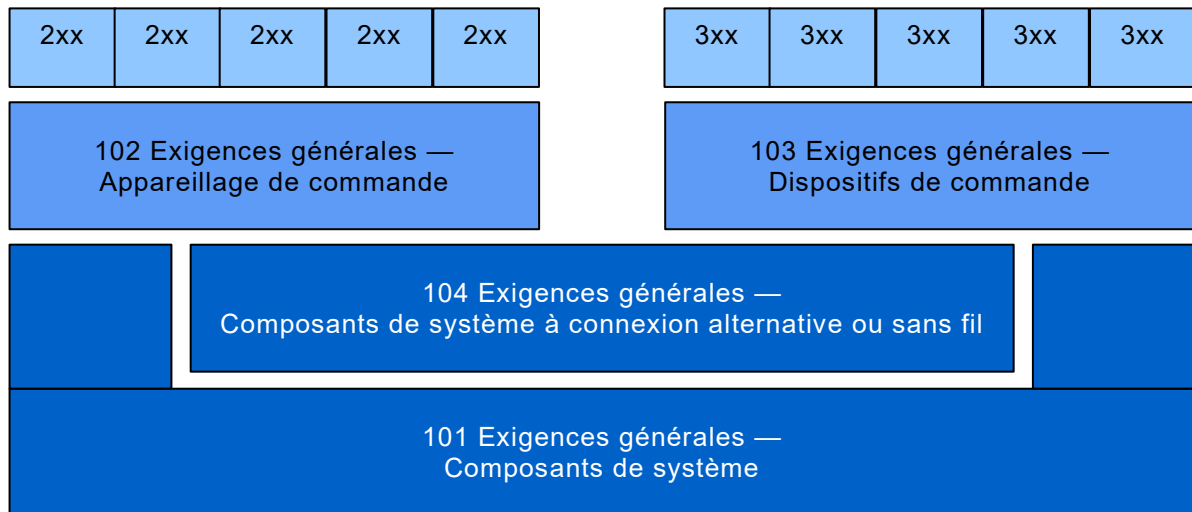 2xx 2xx 2xx 2xx 2xx 3xx 3xx 3xx 3xx 3xx
102 Exigences générales —
Appareillage de commande
103 Exigences générales —
Dispositifs de commande
104 Exigences générales —
Composants de système à connexion alternative ou sans fil
101 Exigences générales —
Composants de système